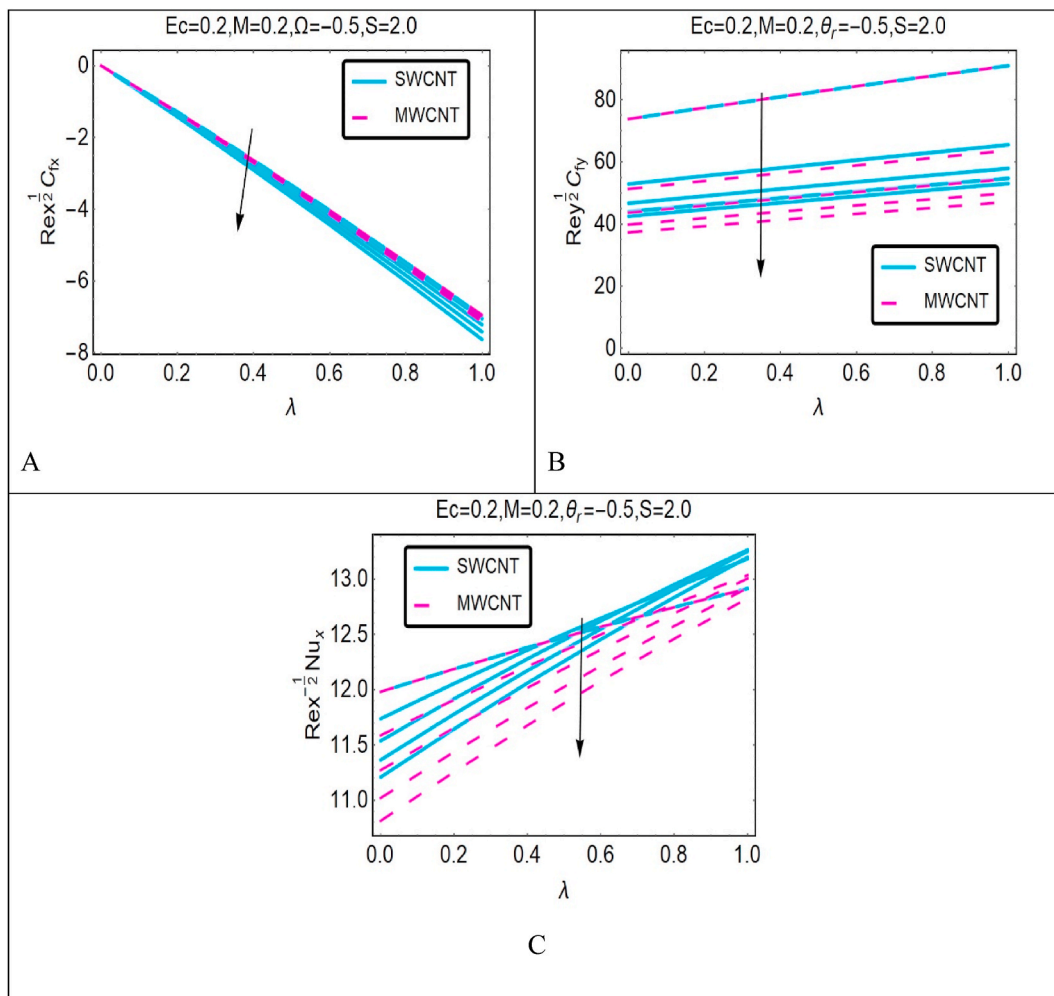 Ec=0.2,M=0.2,Ω=−0.5,S=2.0
0
−2
−4
−6
−8
Rex^{1/2} C_{fx}
SWCNT
MWCNT
0.0 0.2 0.4 0.6 0.8 1.0
λ
A
Ec=0.2,M=0.2,θ_r=−0.5,S=2.0
80
60
40
20
0
Rey^{1/2} C_{fy}
SWCNT
MWCNT
0.0 0.2 0.4 0.6 0.8 1.0
λ
B
Ec=0.2,M=0.2,θ_r=−0.5,S=2.0
13.0
12.5
12.0
11.5
11.0
Rex^{−1/2} Nu_x
SWCNT
MWCNT
0.0 0.2 0.4 0.6 0.8 1.0
λ
C